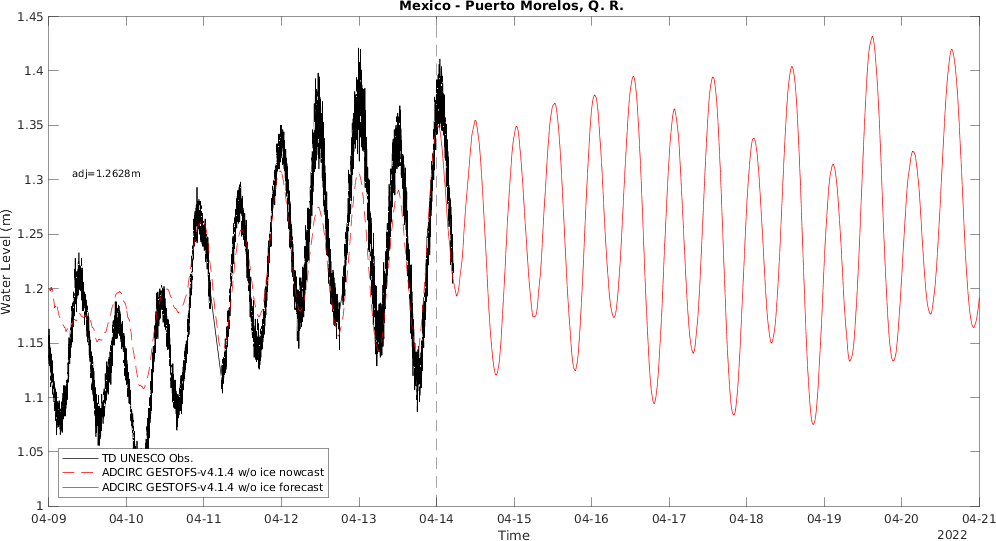 Mexico - Puerto Morelos, Q. R.
1.45
1.4
1.35
1.3
1.25
1.2
1.15
1.1
1.05
1
Water Level (m)
adj=1.2628m
TD UNESCO Obs.
ADCIRC GESTOFS-v4.1.4 w/o ice nowcast
ADCIRC GESTOFS-v4.1.4 w/o ice forecast
04-09 04-10 04-11 04-12 04-13 04-14 04-15 04-16 04-17 04-18 04-19 04-20 04-21
Time
2022